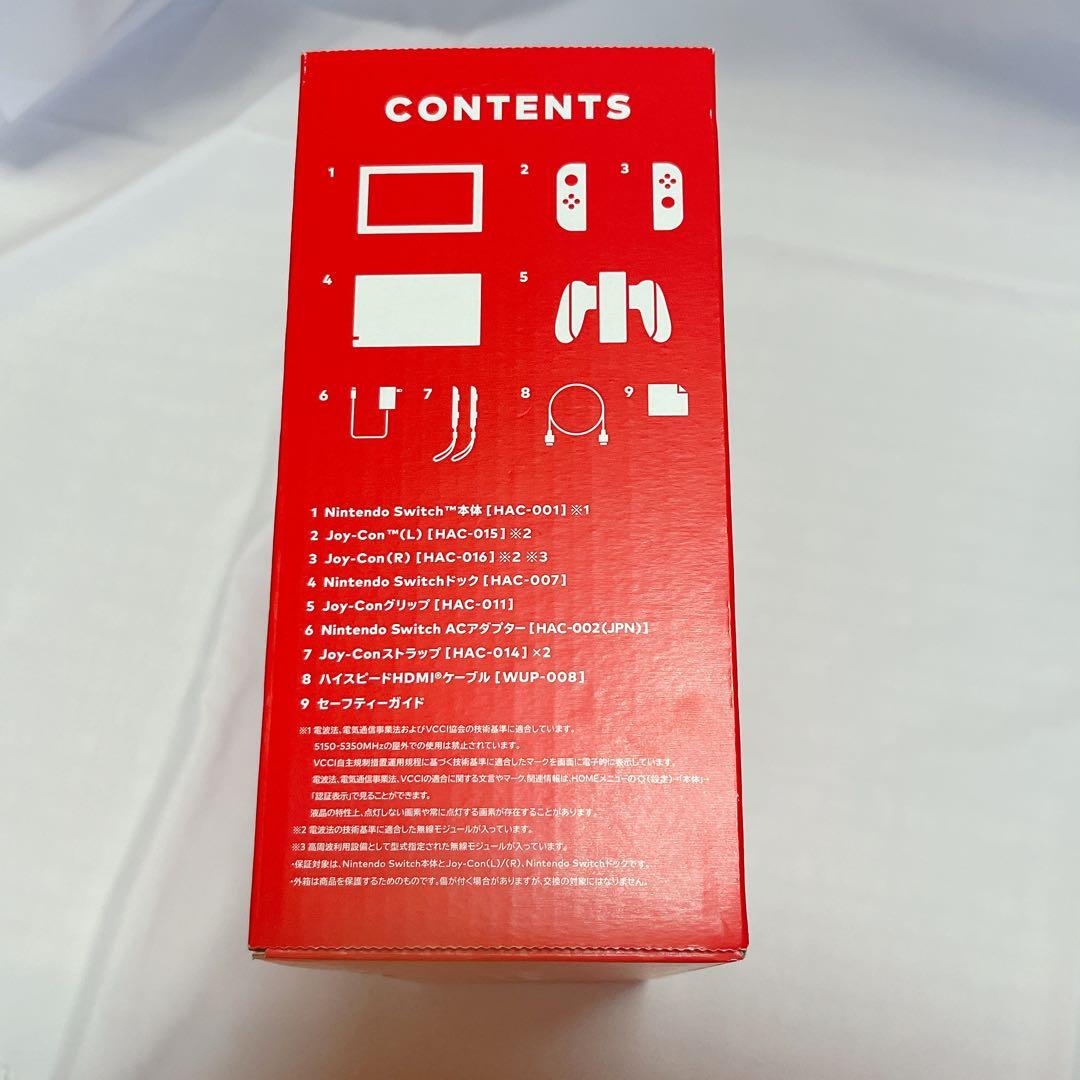 CONTENTS
1
2
3
4
5
6
7
8
9
1 Nintendo Switch™本体[HAC-001]※1
2 Joy-Con™(L)[HAC-015]※2
3 Joy-Con(R)[HAC-016]※2 ※3
4 Nintendo Switchドック[HAC-007]
5 Joy-Conグリップ[HAC-011]
6 Nintendo Switch ACアダプター[HAC-002(JPN)]
7 Joy-Conストラップ[HAC-014]×2
8 ハイスピードHDMI®ケーブル[WUP-008]
9 セーフティーガイド
※1 電波法、電気通信事業法およびVCCI協会の技術基準に適合しています。
5150-5350MHzの屋外での使用は禁止されています。
VCCI自主規制措置運用規程に基づく技術基準に適合したマークを画面に電子的に表示しています。
電波法、電気通信事業法、VCCIの適合に関する文言やマーク、関連情報は、HOMEメニューの(設定)→「本体」→
「認証表示」で見ることができます。
液晶の特性上、点灯しない画素や常に点灯する画素が存在することがあります。
※2 電波法の技術基準に適合した無線モジュールが入っています。
※3 高周波利用設備として型式指定された無線モジュールが入っています。
・保証対象は、Nintendo Switch本体とJoy-Con(L)/(R)、Nintendo Switchドックです。
・外箱は商品を保護するためのものです。傷が付く場合がありますが、交換の対象にはなりません。